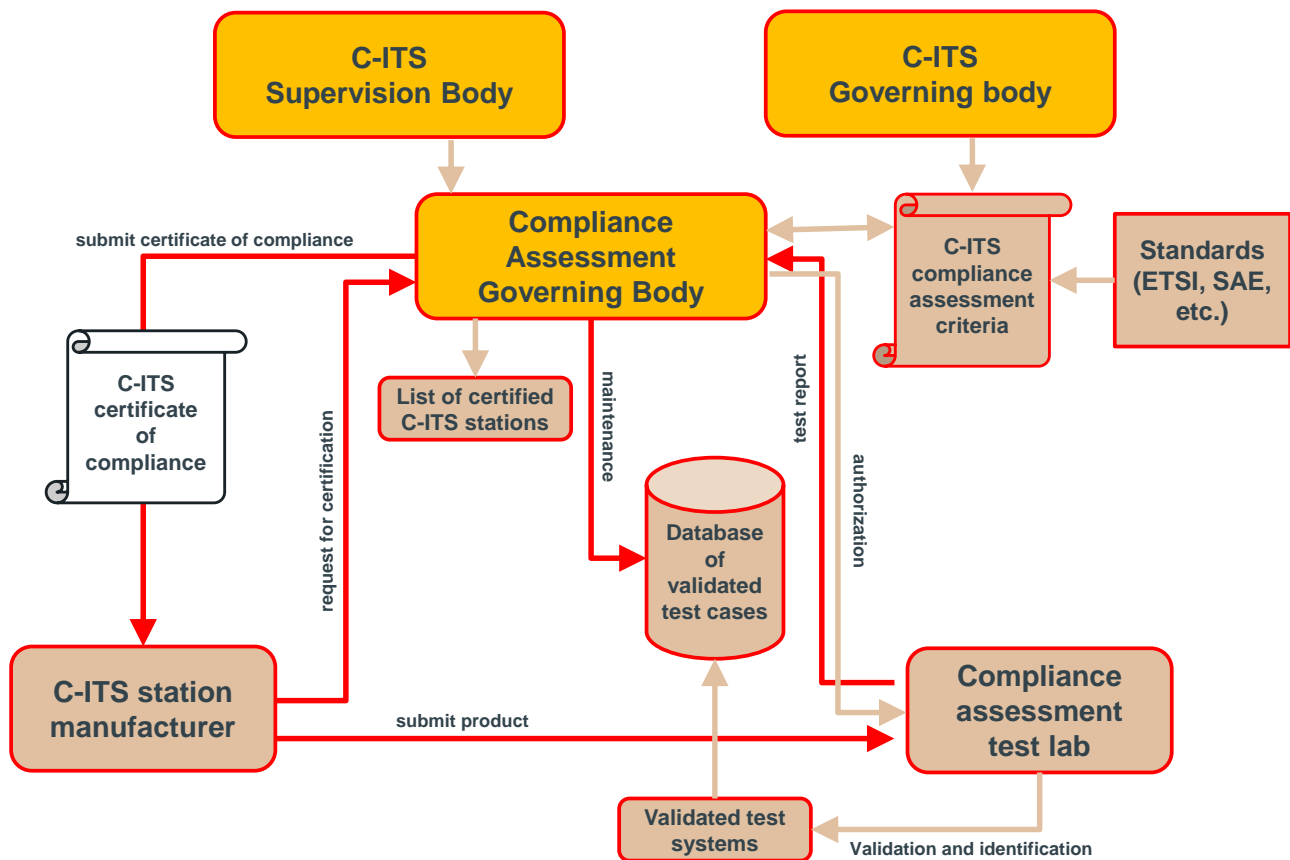 C-ITS
Supervision Body
C-ITS
Governing body
Compliance
Assessment
Governing Body
submit certificate of compliance
C-ITS
compliance
assessment
criteria
Standards
(ETSI, SAE,
etc.)
C-ITS
certificate
of
compliance
List of certified
C-ITS stations
maintenance
test report
request for certification
authorization
Database
of
validated
test cases
C-ITS station
manufacturer
submit product
Compliance
assessment
test lab
Validated test
systems
Validation and identification